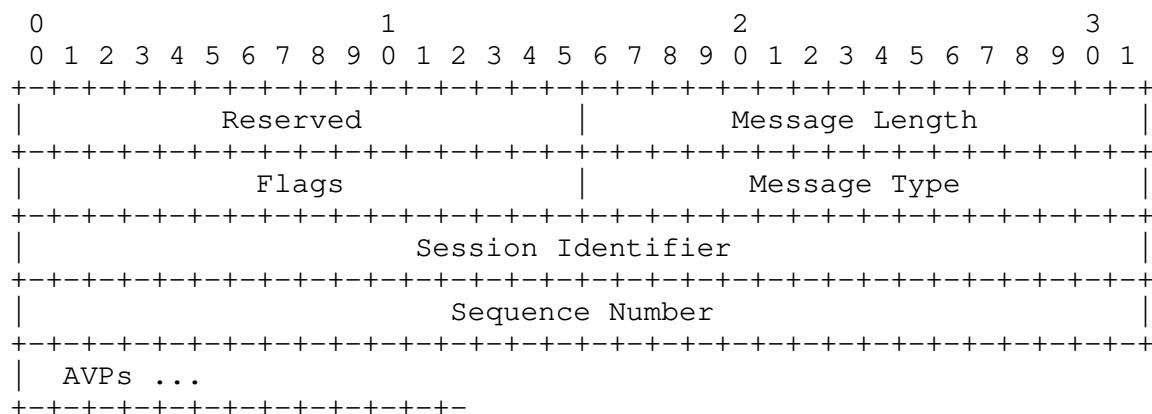 0                   1                   2                   3
 0 1 2 3 4 5 6 7 8 9 0 1 2 3 4 5 6 7 8 9 0 1 2 3 4 5 6 7 8 9 0 1
+-+-+-+-+-+-+-+-+-+-+-+-+-+-+-+-+-+-+-+-+-+-+-+-+-+-+-+-+-+-+-+-+
|           Reserved            |        Message Length         |
+-+-+-+-+-+-+-+-+-+-+-+-+-+-+-+-+-+-+-+-+-+-+-+-+-+-+-+-+-+-+-+-+
|             Flags             |         Message Type          |
+-+-+-+-+-+-+-+-+-+-+-+-+-+-+-+-+-+-+-+-+-+-+-+-+-+-+-+-+-+-+-+-+
|                      Session Identifier                       |
+-+-+-+-+-+-+-+-+-+-+-+-+-+-+-+-+-+-+-+-+-+-+-+-+-+-+-+-+-+-+-+-+
|                        Sequence Number                        |
+-+-+-+-+-+-+-+-+-+-+-+-+-+-+-+-+-+-+-+-+-+-+-+-+-+-+-+-+-+-+-+-+
|  AVPs ...
+-+-+-+-+-+-+-+-+-+-+-+-+-